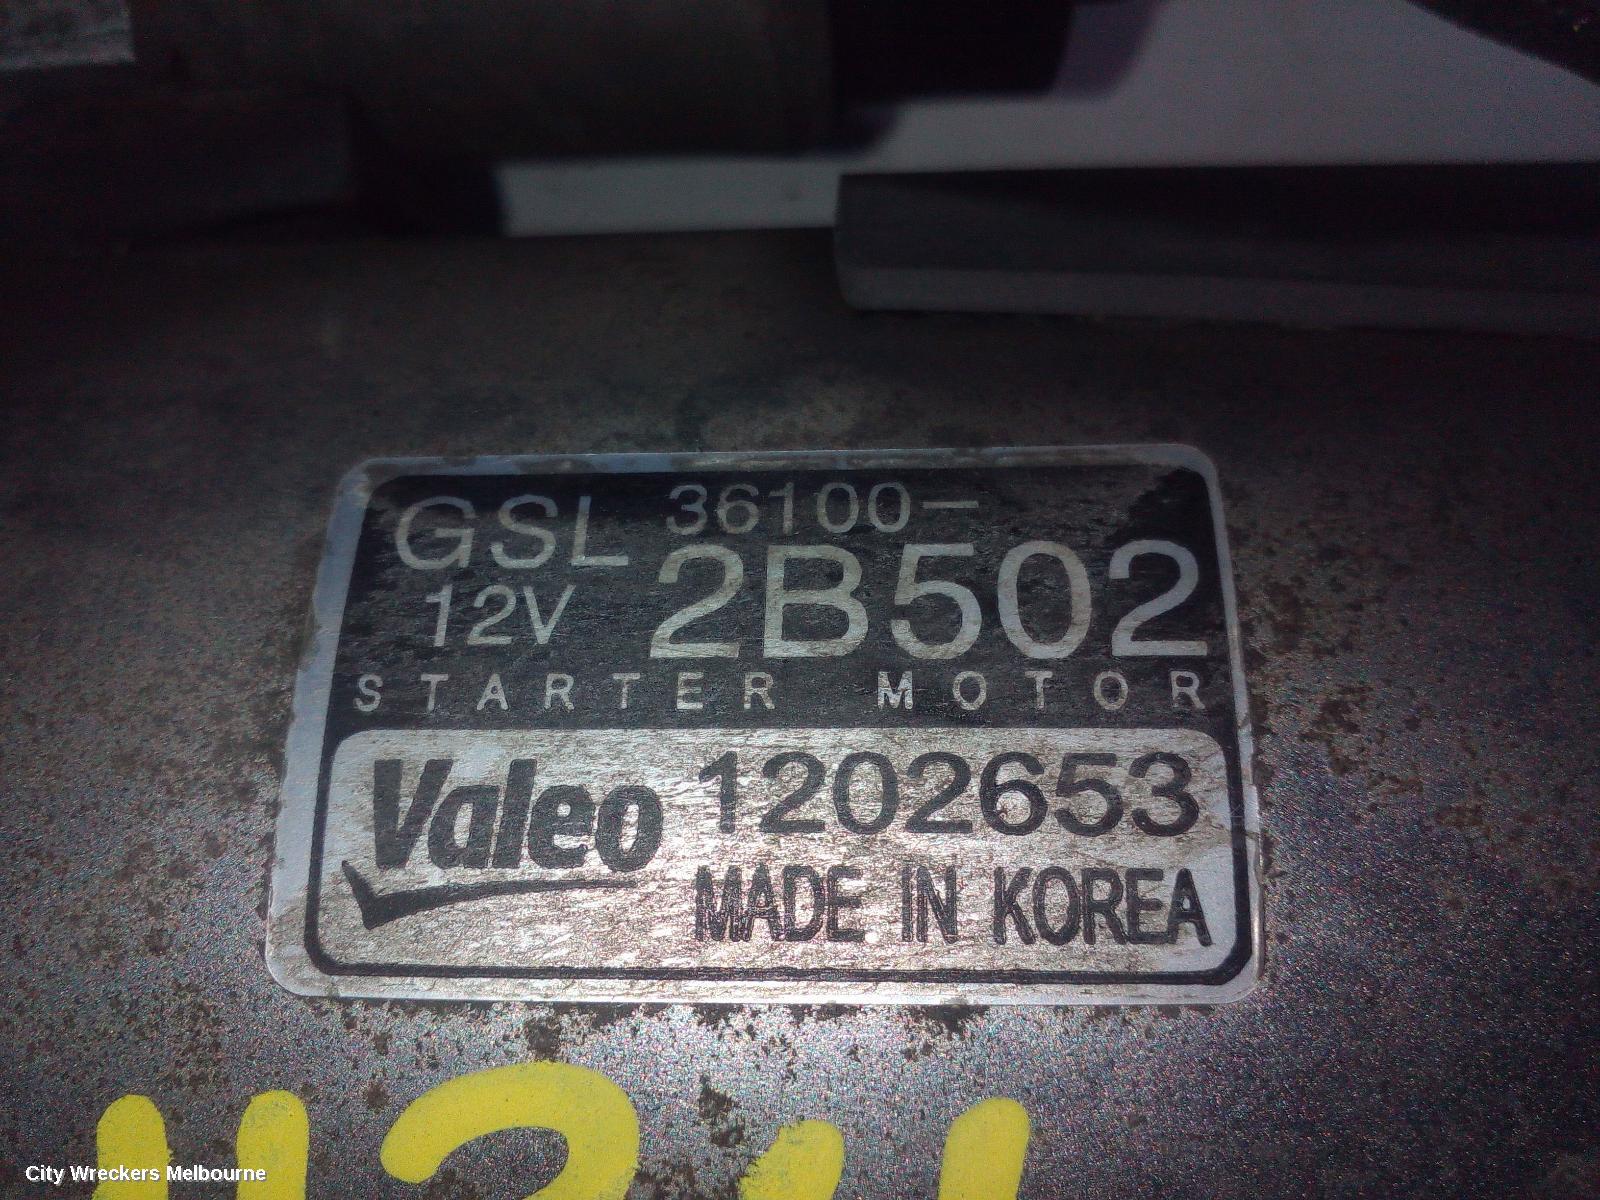 GSL 36100-
12V 2B502
STARTER MOTOR
Valeo 1202653
MADE IN KOREA
City Wreckers Melbourne